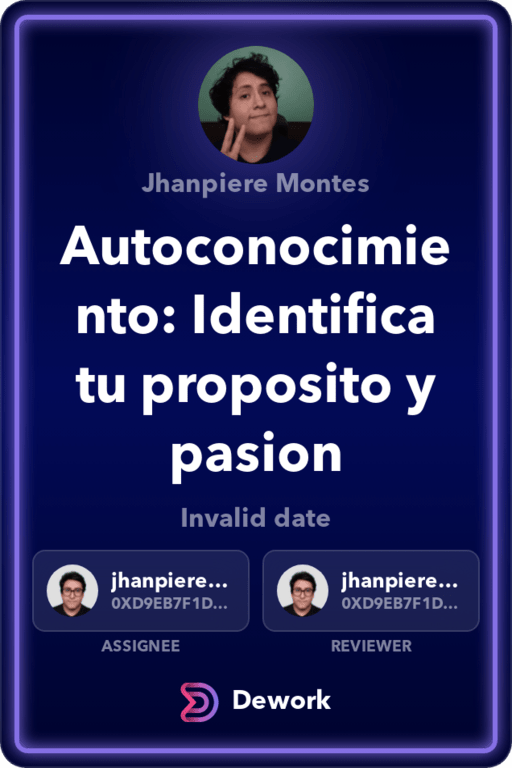 Jhanpiere Montes
Autoconocimie
nto: Identifica
tu proposito y
pasion
Invalid date
jhanpiere...
0XD9EB7F1D...
ASSIGNEE
jhanpiere...
0XD9EB7F1D...
REVIEWER
Dework